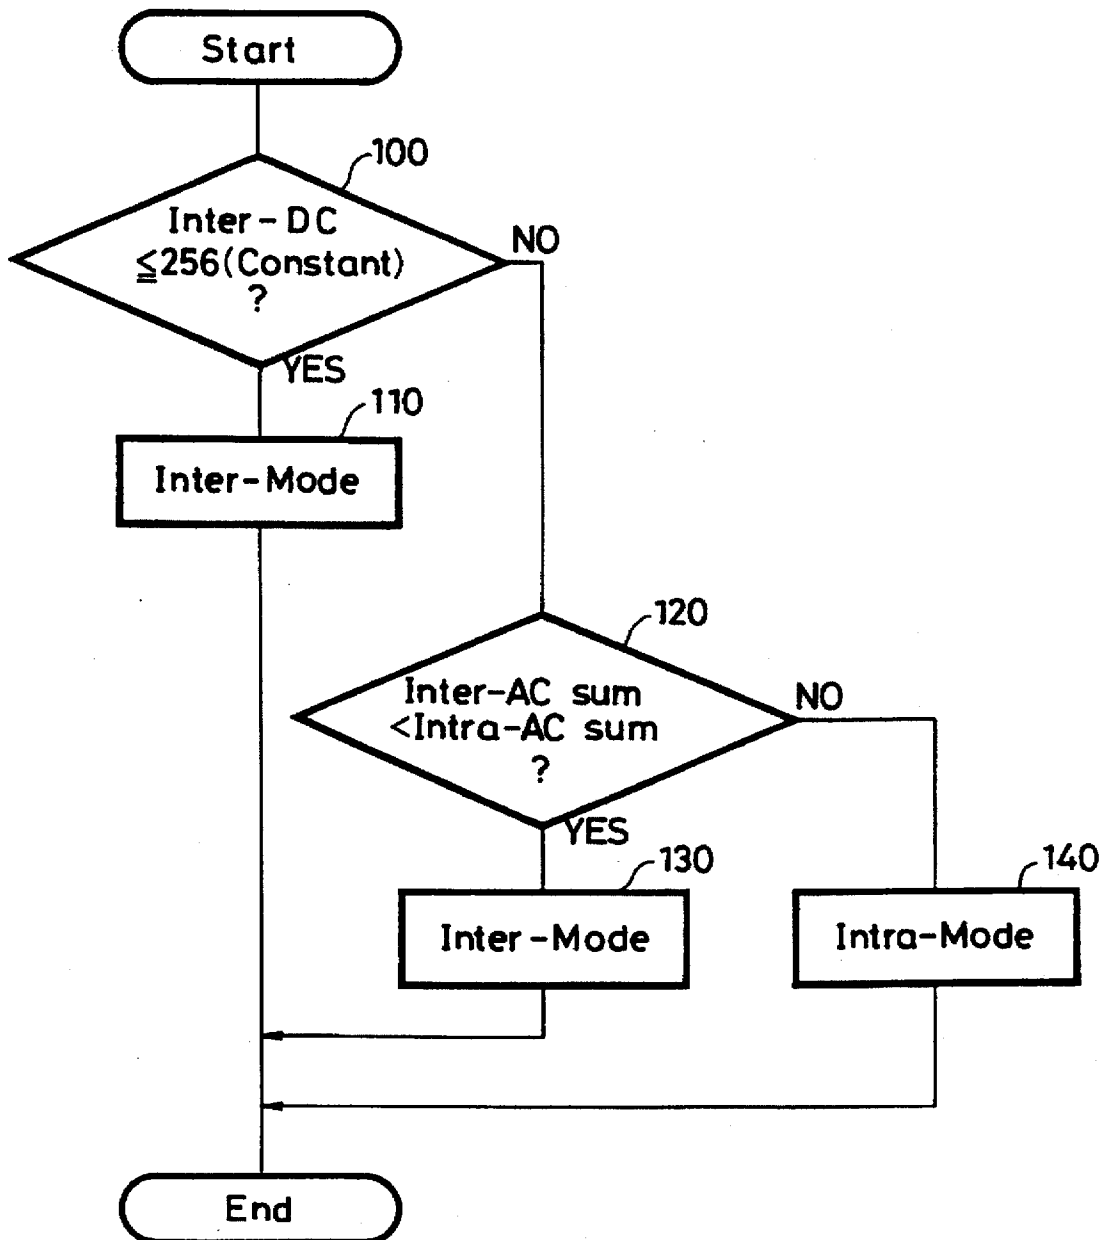 Start
100
Inter-DC
≦256(Constant)
?
NO
YES
110
Inter-Mode
120
Inter-AC sum
<Intra-AC sum
?
NO
YES
130
Inter-Mode
140
Intra-Mode
End